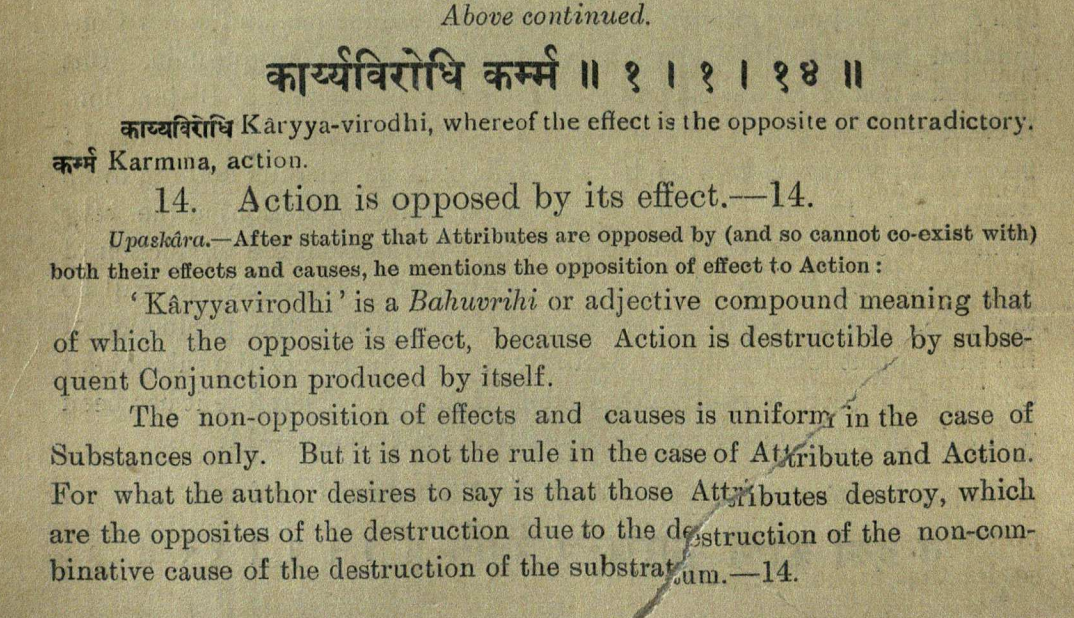 Above continued.
कार्य्यविरोधि कर्म्म ॥ १ । १ । १४ ॥
काय्यविरोधि Kâryya-virodhi, whereof the effect is the opposite or contradictory.
कर्म्म Karmma, action.
14. Action is opposed by its effect.—14.
Upaskâra.—After stating that Attributes are opposed by (and so cannot co-exist with)
both their effects and causes, he mentions the opposition of effect to Action :
‘ Kâryyavirodhi ’ is a Bahuvrihi or adjective compound meaning that
of which the opposite is effect, because Action is destructible by subse-
quent Conjunction produced by itself.
The non-opposition of effects and causes is uniform in the case of
Substances only. But it is not the rule in the case of Attribute and Action.
For what the author desires to say is that those Attributes destroy, which
are the opposites of the destruction due to the destruction of the non-com-
binative cause of the destruction of the substratum.—14.